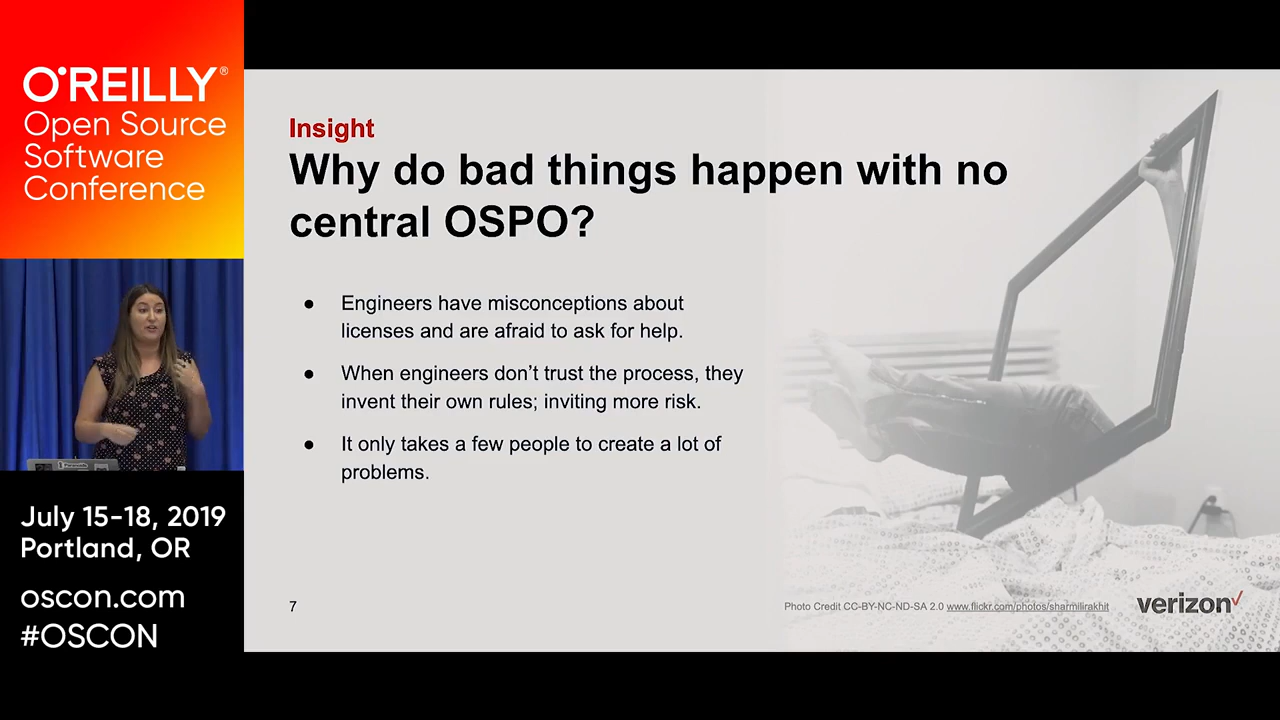 O'REILLY®
Open Source
Software
Conference
July 15-18, 2019
Portland, OR
oscon.com
#OSCON
Insight
Why do bad things happen with no
central OSPO?
● Engineers have misconceptions about
licenses and are afraid to ask for help.
● When engineers don't trust the process, they
invent their own rules; inviting more risk.
● It only takes a few people to create a lot of
problems.
7
Photo Credit CC-BY-NC-ND-SA 2.0 www.flickr.com/photos/sharmilirakhit
verizon✓